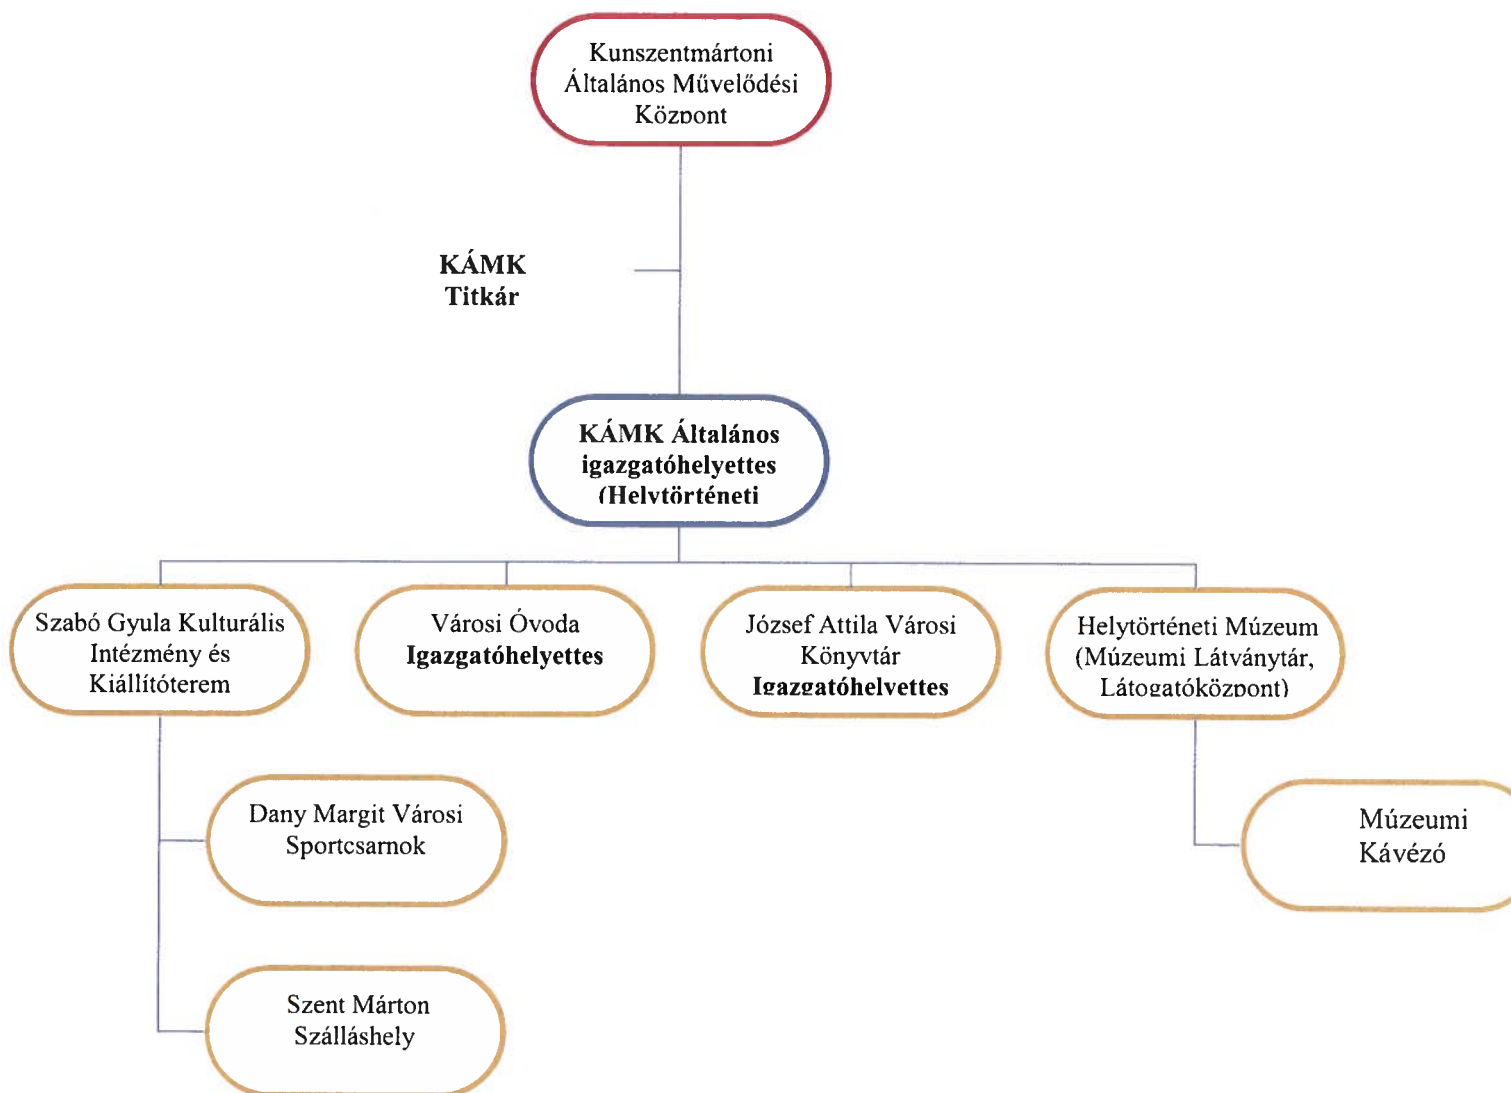 Kunszentmártoni
Általános Művelődési
Központ
KÁMK
Titkár
KÁMK Általános
igazgatóhelyettes
(Helytörténeti
Szabó Gyula Kulturális
Intézmény és
Kiállítóterem
Városi Óvoda
Igazgatóhelyettes
József Attila Városi
Könyvtár
Igazgatóhelyettes
Helytörténeti Múzeum
(Múzeumi Látványtár,
Látogatóközpont)
Dany Margit Városi
Sportcsarnok
Múzeumi
Kávézó
Szent Márton
Szálláshely